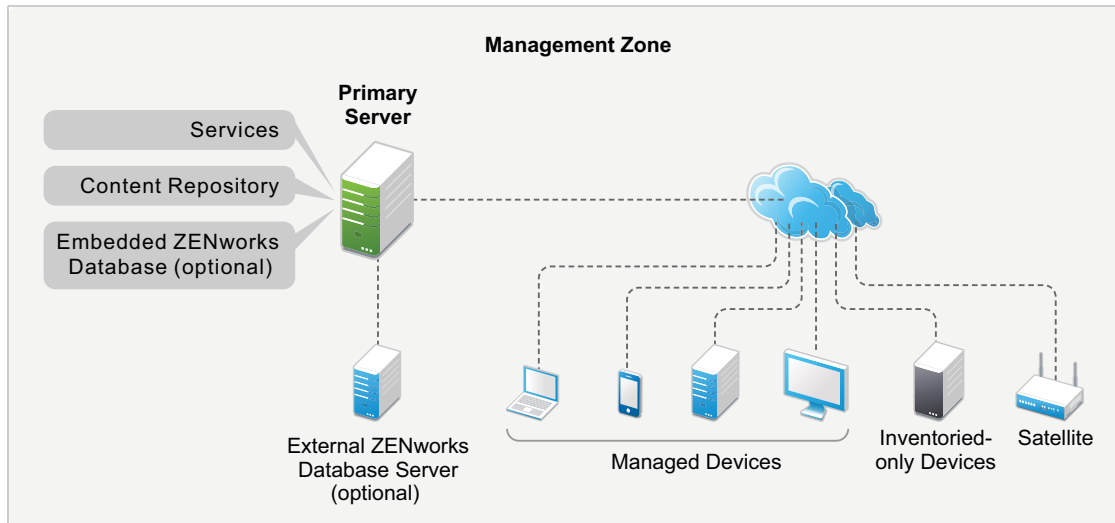 Management Zone
Primary
Server
Services
Content Repository
Embedded ZENworks
Database (optional)
External ZENworks
Database Server
(optional)
Managed Devices
Inventoried-
only Devices
Satellite